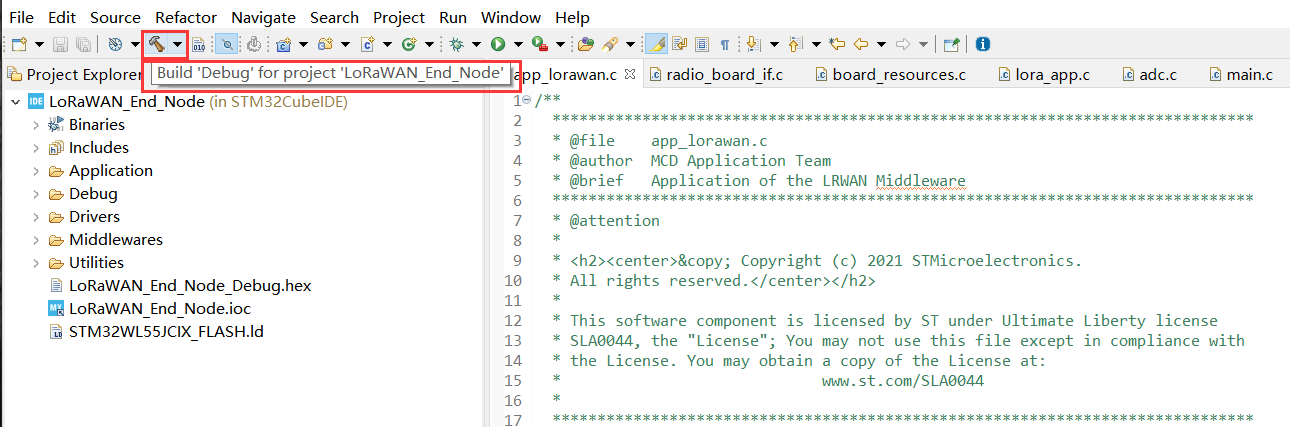 File Edit Source Refactor Navigate Search Project Run Window Help
010
Project Explorer
Build 'Debug' for project 'LoRaWAN_End_Node'
app_lorawan.c
radio_board_if.c
board_resources.c
lora_app.c
adc.c
main.c
IDE LoRaWAN_End_Node (in STM32CubeIDE)
Binaries
Includes
Application
Debug
Drivers
Middlewares
Utilities
LoRaWAN_End_Node_Debug.hex
MX LoRaWAN_End_Node.ioc
STM32WL55JCIX_FLASH.ld
1 /**
2 ******************************************************************************
3 * @file    app_lorawan.c
4 * @author  MCD Application Team
5 * @brief   Application of the LRWAN Middleware
6 ******************************************************************************
7 * @attention
8 *
9 * <h2><center>&copy; Copyright (c) 2021 STMicroelectronics.
10 * All rights reserved.</center></h2>
11 *
12 * This software component is licensed by ST under Ultimate Liberty license
13 * SLA0044, the "License"; You may not use this file except in compliance with
14 * the License. You may obtain a copy of the License at:
15 *                             www.st.com/SLA0044
16 *
17 ******************************************************************************